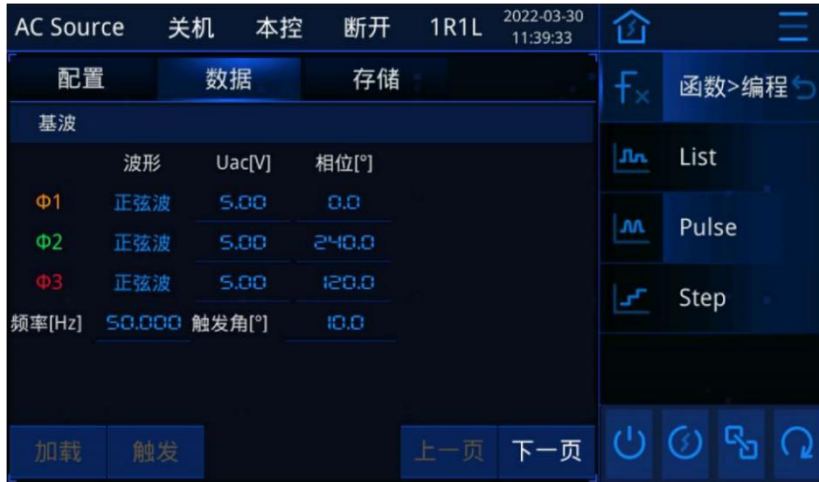 AC Source 关机 本控 断开 1R1L 2022-03-30 11:39:33
配置 数据 存储
基波
波形 Uac[V] 相位[°]
Φ1 正弦波 5.00 0.0
Φ2 正弦波 5.00 240.0
Φ3 正弦波 5.00 120.0
频率[Hz] 50.000 触发角[°] 10.0
加载 触发 上一页 下一页
fx 函数>编程
List
Pulse
Step